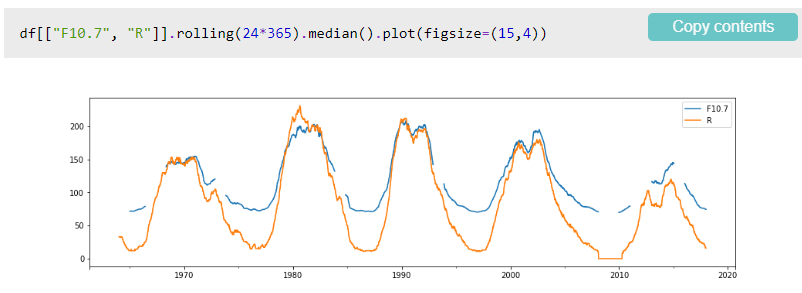 df[["F10.7", "R"]].rolling(24*365).median().plot(figsize=(15,4))
Copy contents
F10.7
R
200
150
100
50
0
1970
1980
1990
2000
2010
2020